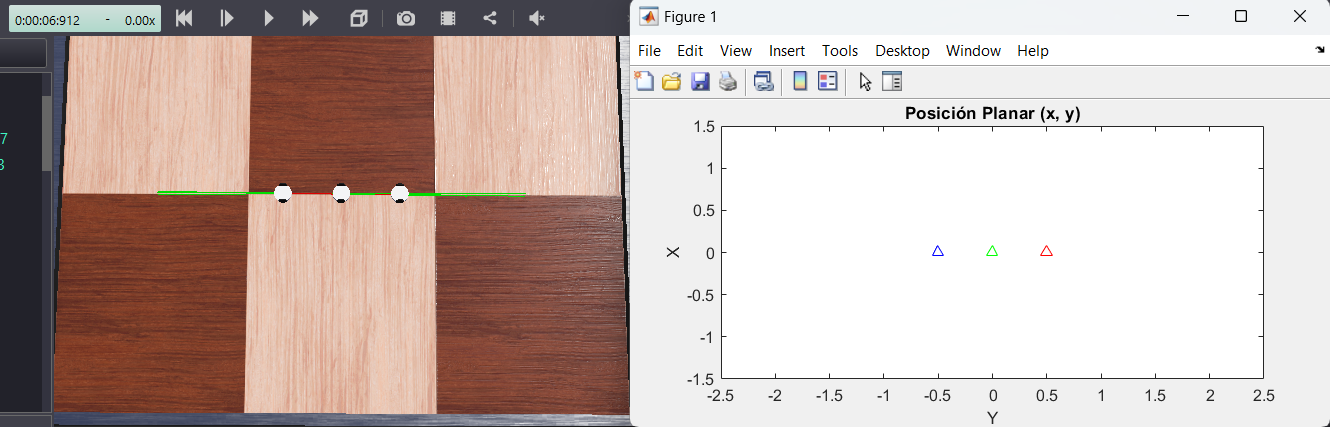 0:00:06:912 - 0.00x
7
3
Figure 1
File Edit View Insert Tools Desktop Window Help
Posición Planar (x, y)
1.5
1
0.5
0
-0.5
-1
-1.5
X
-2.5 -2 -1.5 -1 -0.5 0 0.5 1 1.5 2 2.5
Y